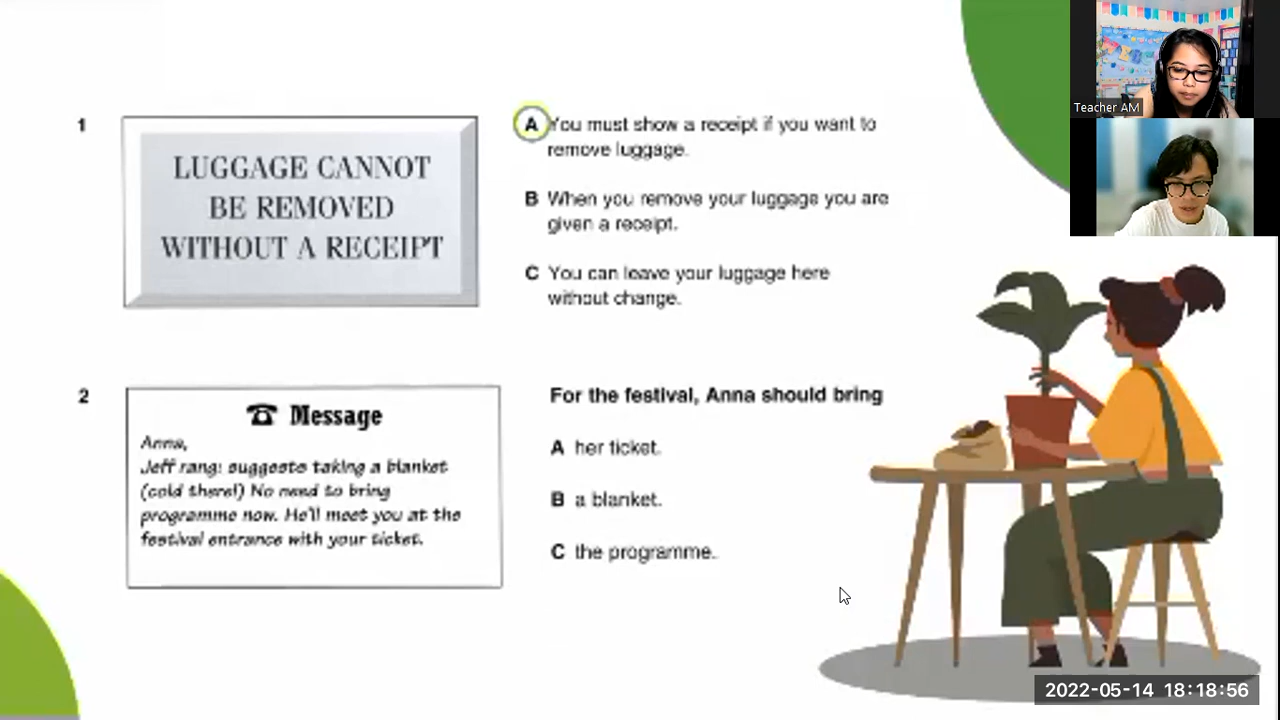 Teacher AM
1
LUGGAGE CANNOT
BE REMOVED
WITHOUT A RECEIPT
A You must show a receipt if you want to
remove luggage.
B When you remove your luggage you are
given a receipt.
C You can leave your luggage here
without change.
2
Message
Anna,
Jeff rang: suggests taking a blanket
(cold there!) No need to bring
programme now. He'll meet you at the
festival entrance with your ticket.
For the festival, Anna should bring
A her ticket.
B a blanket.
C the programme.
2022-05-14 18:18:56